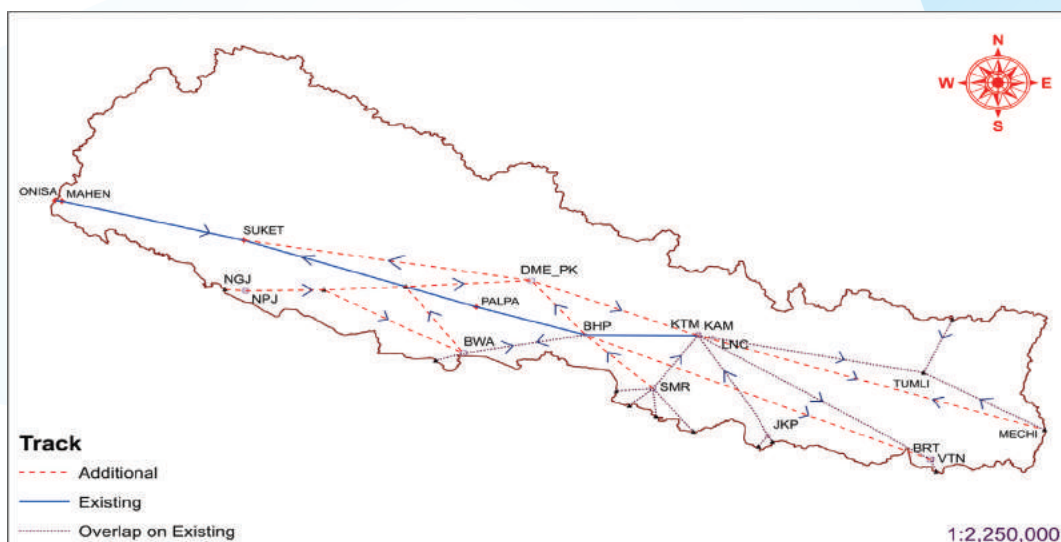 N
W E
S
ONISA MAHEN
SUKET
DME_PK
NGJ
NPJ
PALPA
BHP
KTM KAM
LNC
BWA
TUMLI
SMR
JKP
MECHI
BRT
VTN
Track
Additional
Existing
Overlap on Existing
1:2,250,000